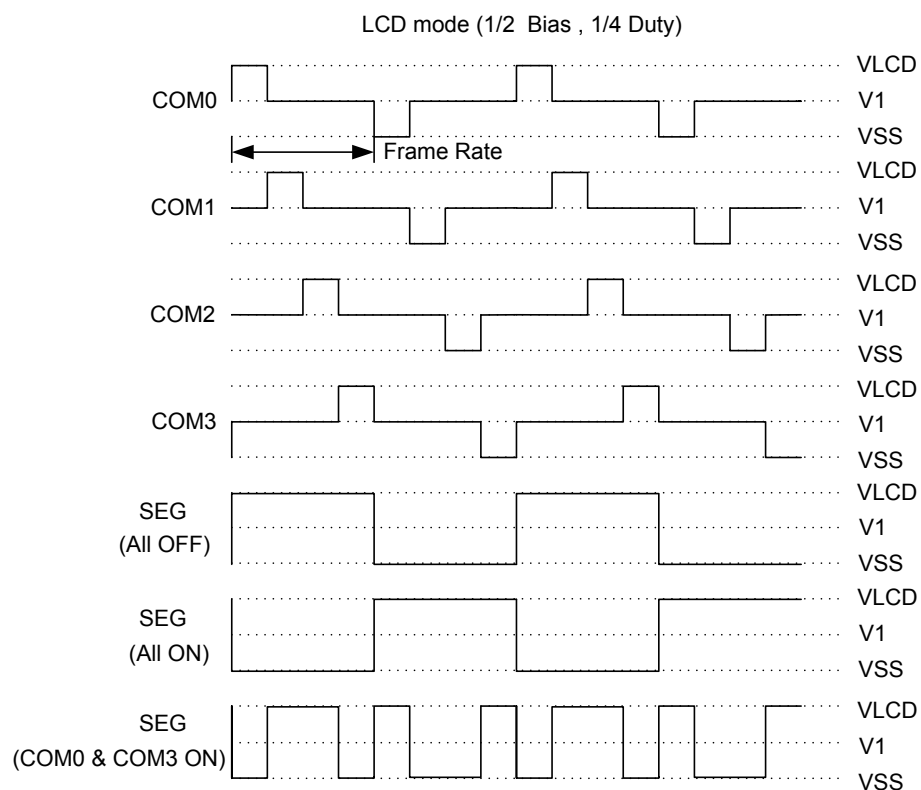 LCD mode (1/2 Bias , 1/4 Duty)
VLCD
COM0
V1
VSS
Frame Rate
VLCD
COM1
V1
VSS
VLCD
COM2
V1
VSS
VLCD
COM3
V1
VSS
VLCD
SEG
(All OFF)
V1
VSS
VLCD
SEG
(All ON)
V1
VSS
VLCD
SEG
(COM0 & COM3 ON)
V1
VSS